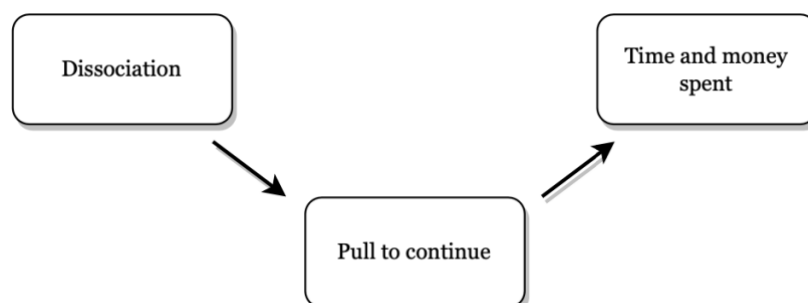 Dissociation
Time and money
spent
Pull to continue